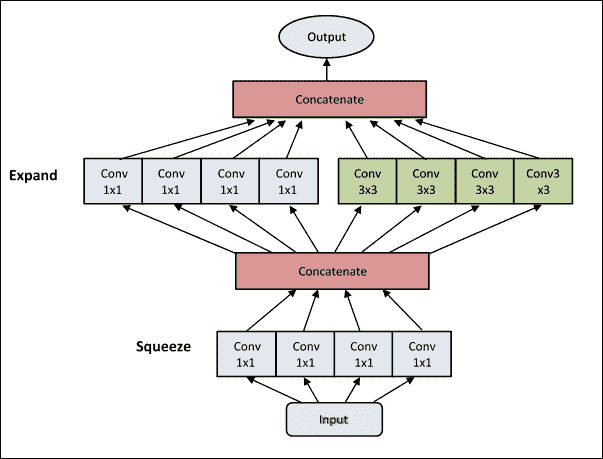 Output
Concatenate
Expand
Conv Conv Conv Conv Conv Conv Conv Conv3
1x1 1x1 1x1 1x1 3x3 3x3 3x3 x3
Concatenate
Squeeze
Conv Conv Conv Conv
1x1 1x1 1x1 1x1
Input